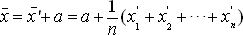 x̄ = x̄' + a = a + 1/n (x'₁ + x'₂ + ⋯ + x'ₙ)